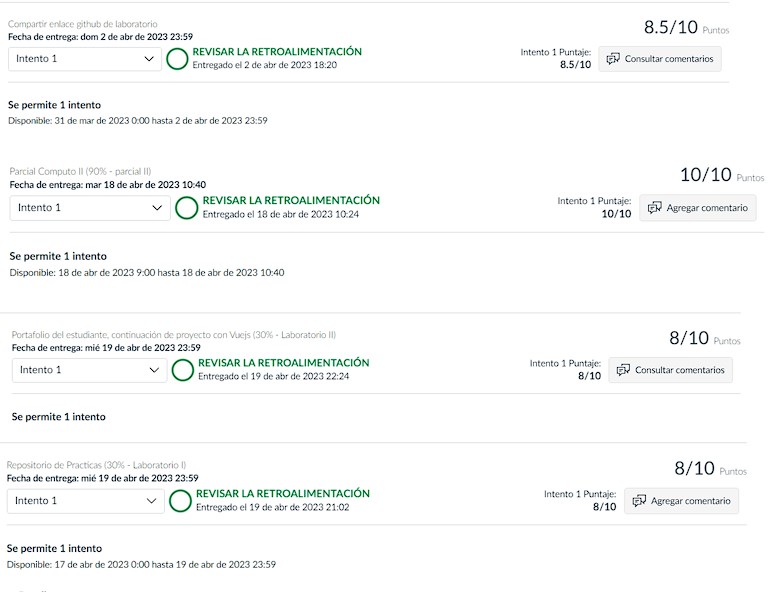 Compartir enlace github de laboratorio
8.5/10 Puntos
Fecha de entrega: dom 2 de abr de 2023 23:59
Intento 1
REVISAR LA RETROALIMENTACIÓN
Entregado el 2 de abr de 2023 18:20
Intento 1 Puntaje:
8.5/10
Consultar comentarios
Se permite 1 intento
Disponible: 31 de mar de 2023 0:00 hasta 2 de abr de 2023 23:59
Parcial Computo II (90% - parcial II)
10/10 Puntos
Fecha de entrega: mar 18 de abr de 2023 10:40
Intento 1
REVISAR LA RETROALIMENTACIÓN
Entregado el 18 de abr de 2023 10:24
Intento 1 Puntaje:
10/10
Agregar comentario
Se permite 1 intento
Disponible: 18 de abr de 2023 9:00 hasta 18 de abr de 2023 10:40
Portafolio del estudiante, continuación de proyecto con Vuejs (30% - Laboratorio II)
8/10 Puntos
Fecha de entrega: mié 19 de abr de 2023 23:59
Intento 1
REVISAR LA RETROALIMENTACIÓN
Entregado el 19 de abr de 2023 22:24
Intento 1 Puntaje:
8/10
Consultar comentarios
Se permite 1 intento
Repositorio de Practicas (30% - Laboratorio I)
8/10 Puntos
Fecha de entrega: mié 19 de abr de 2023 23:59
Intento 1
REVISAR LA RETROALIMENTACIÓN
Entregado el 19 de abr de 2023 21:02
Intento 1 Puntaje:
8/10
Agregar comentario
Se permite 1 intento
Disponible: 17 de abr de 2023 0:00 hasta 19 de abr de 2023 23:59